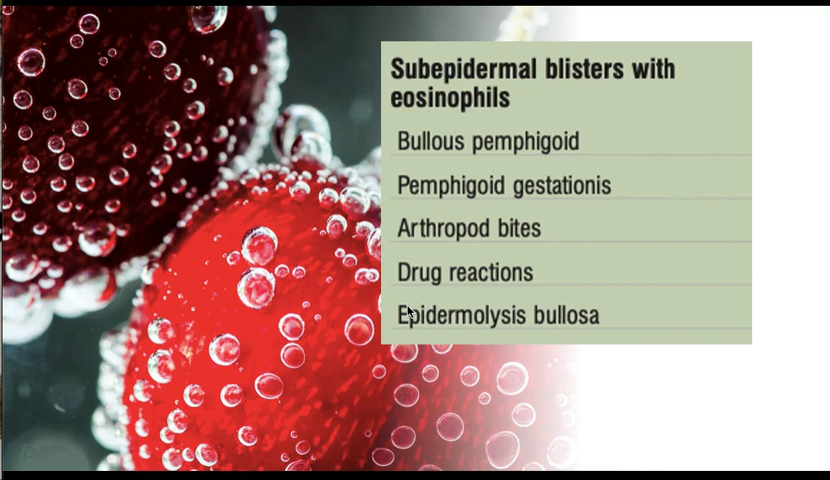 Subepidermal blisters with
eosinophils
Bullous pemphigoid
Pemphigoid gestationis
Arthropod bites
Drug reactions
Epidermolysis bullosa